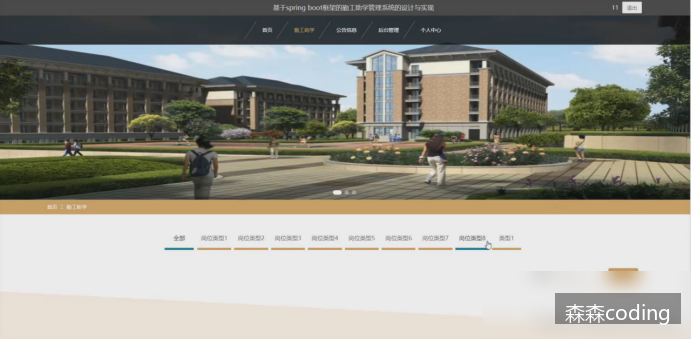 基于spring boot框架的勤工助学管理系统的设计与实现
11 退出
首页 勤工助学 公告信息 后台管理 个人中心
首页 : 勤工助学
全部 岗位类型1 岗位类型2 岗位类型3 岗位类型4 岗位类型5 岗位类型6 岗位类型7 岗位类型8 类型1
森森coding